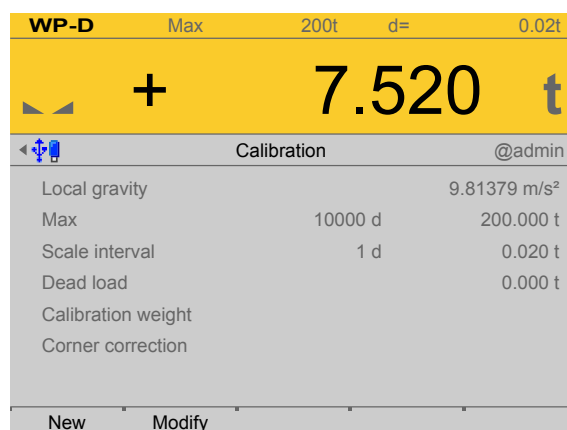 WP-D Max 200t d= 0.02t
+ 7.520 t
Calibration @admin
Local gravity 9.81379 m/s²
Max 10000 d 200.000 t
Scale interval 1 d 0.020 t
Dead load 0.000 t
Calibration weight
Corner correction
New Modify